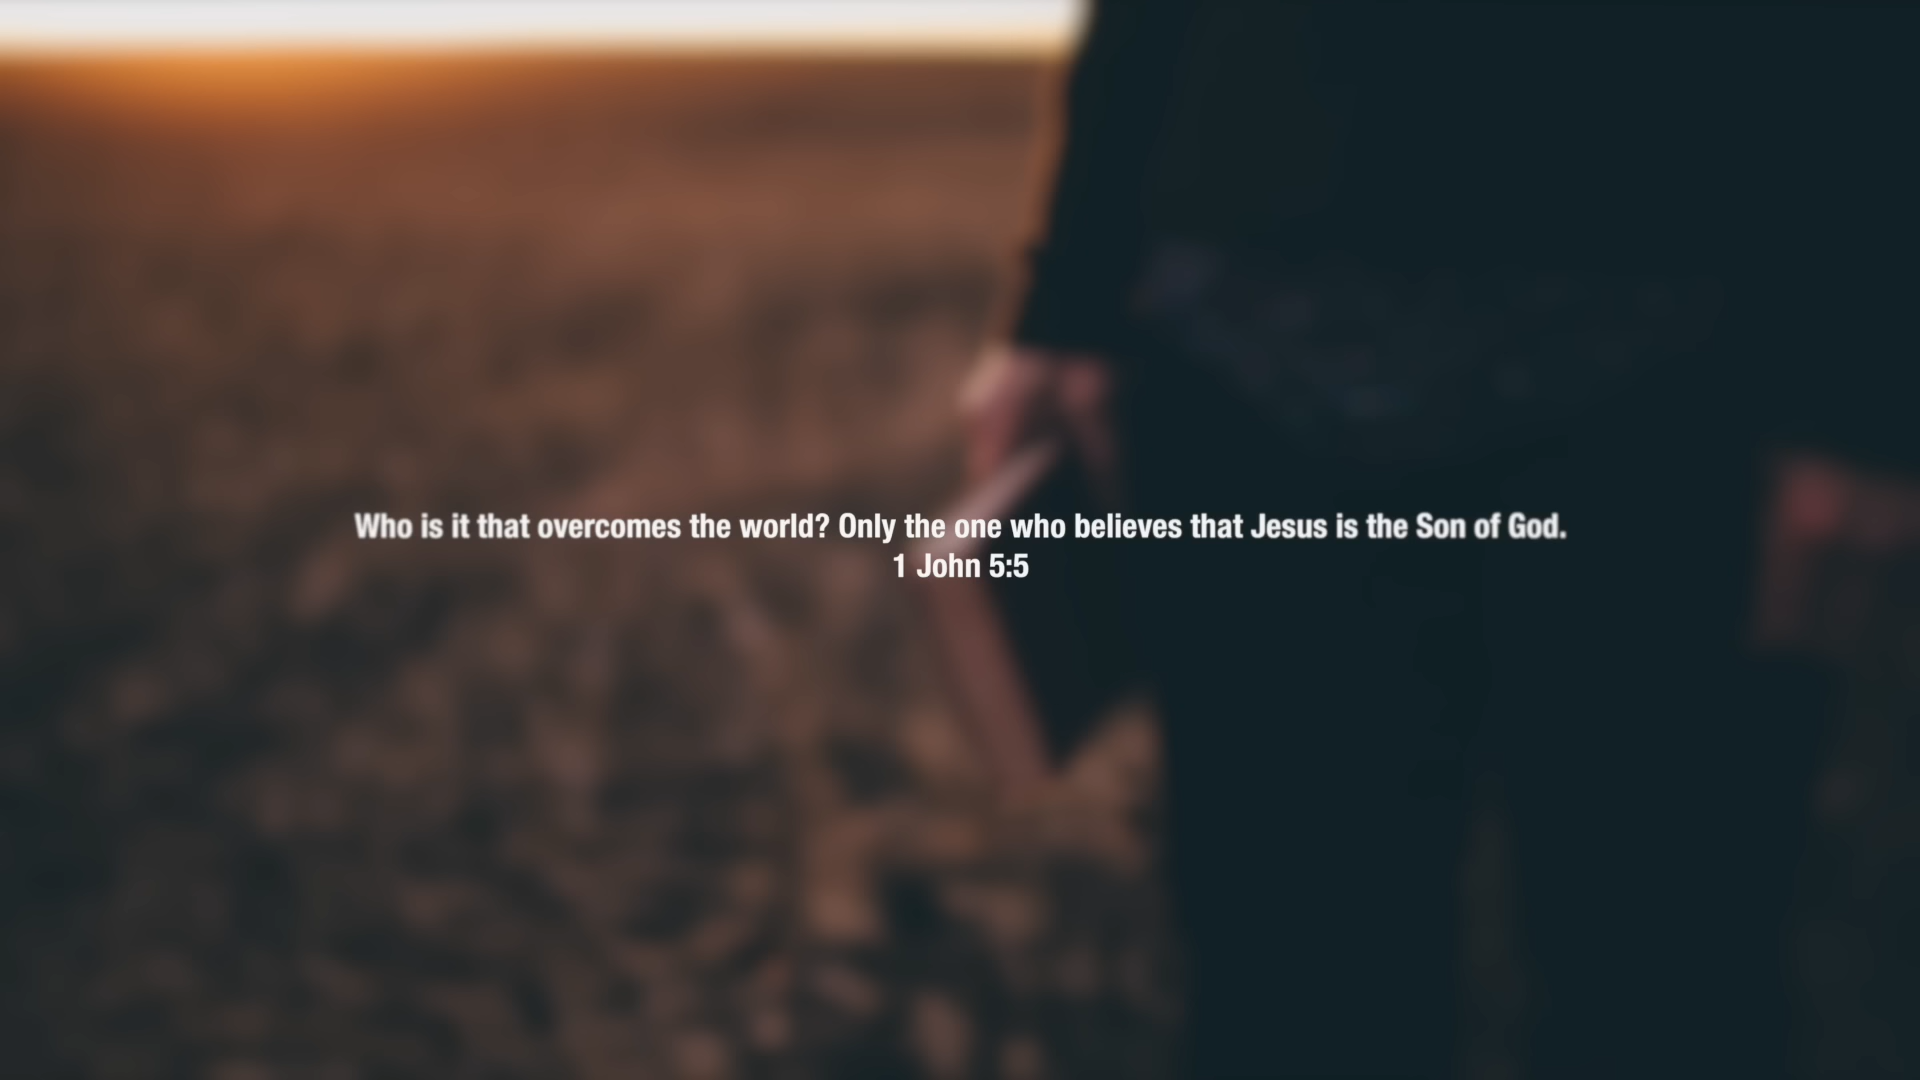 Who is it that overcomes the world? Only the one who believes that Jesus is the Son of God.
1 John 5:5